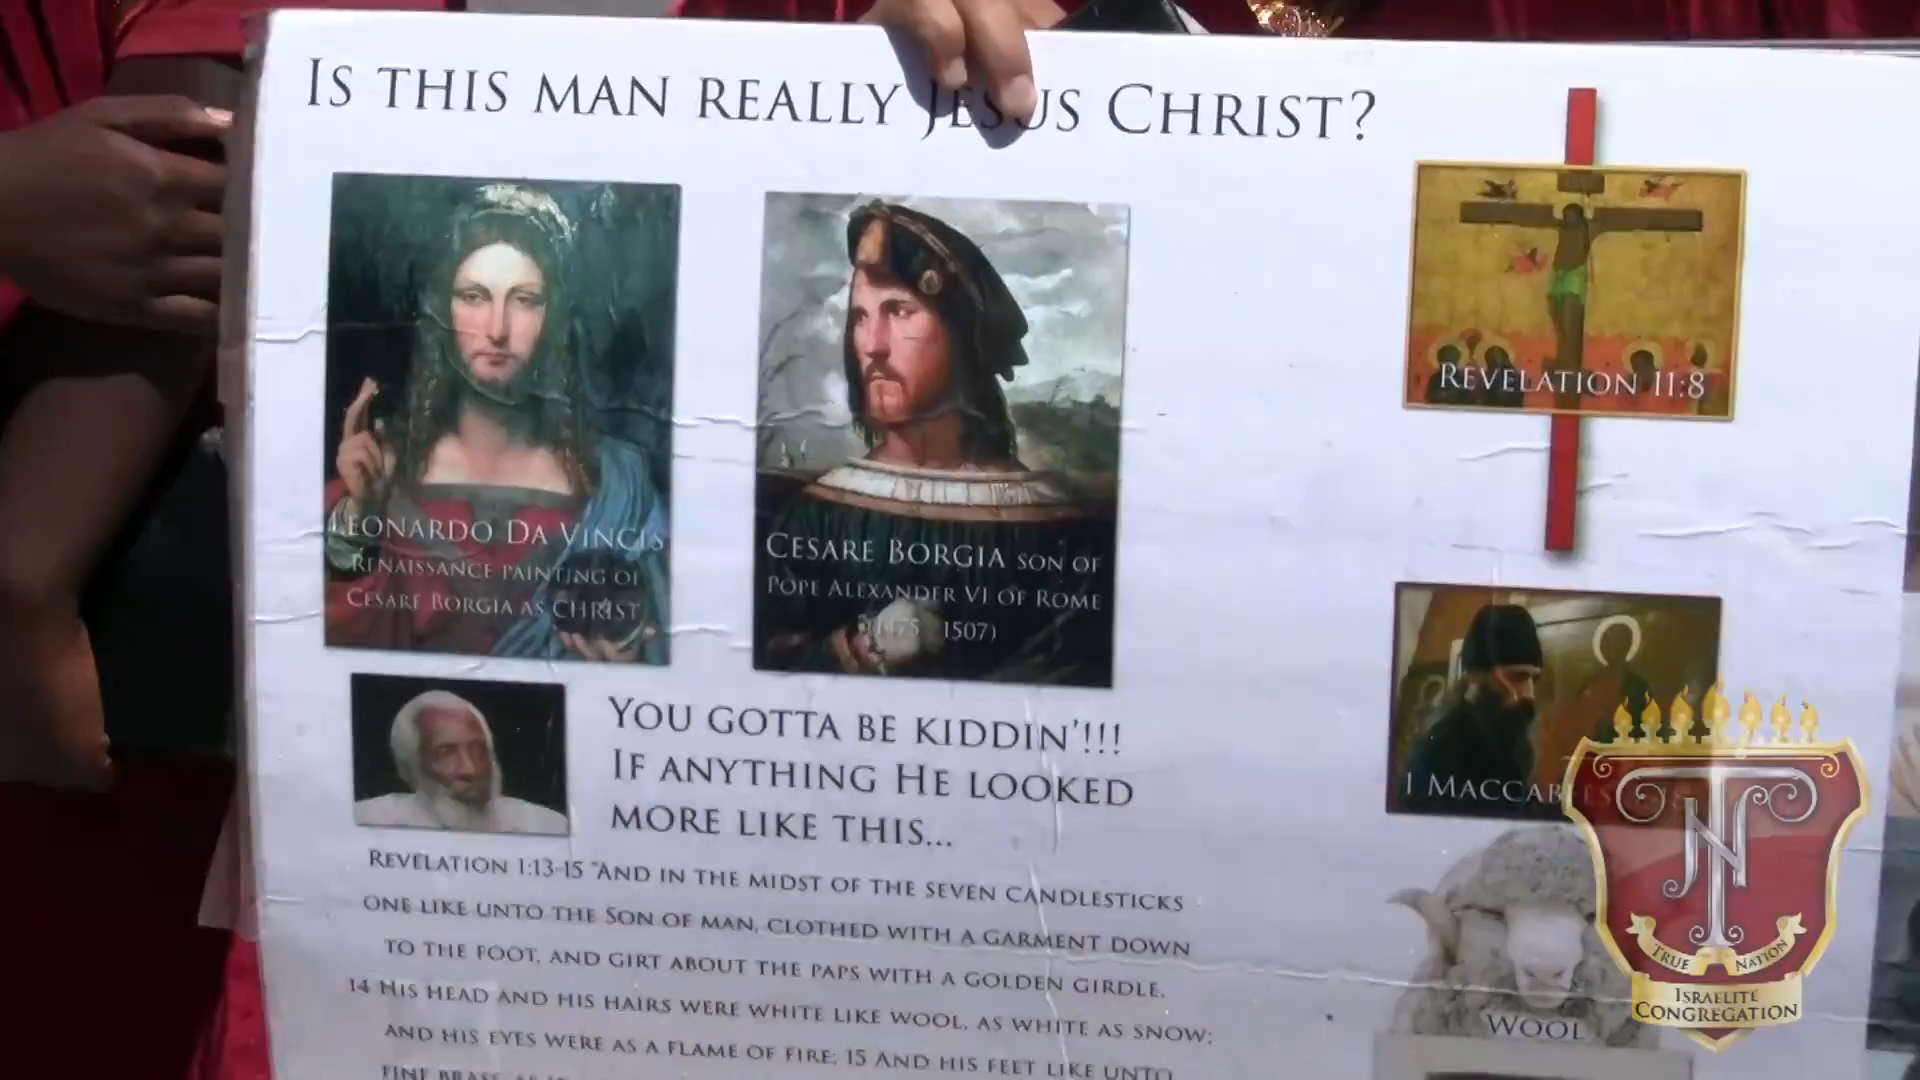 IS THIS MAN REALLY JESUS CHRIST?
LEONARDO DA VINCIS
RENAISSANCE PAINTING OF
CESARE BORGIA AS CHRIST
CESARE BORGIA SON OF
POPE ALEXANDER VI OF ROME
(1475 1507)
REVELATION 11:8
YOU GOTTA BE KIDDIN'!!!
IF ANYTHING HE LOOKED
MORE LIKE THIS...
I MACCABEES
REVELATION 1:13-15 "AND IN THE MIDST OF THE SEVEN CANDLESTICKS
ONE LIKE UNTO THE SON OF MAN, CLOTHED WITH A GARMENT DOWN
TO THE FOOT, AND GIRT ABOUT THE PAPS WITH A GOLDEN GIRDLE.
14 HIS HEAD AND HIS HAIRS WERE WHITE LIKE WOOL, AS WHITE AS SNOW;
AND HIS EYES WERE AS A FLAME OF FIRE; 15 AND HIS FEET LIKE UNTO
FINE BRASS,
WOOL
TNJ
TRUE NATION
ISRAELITE
CONGREGATION